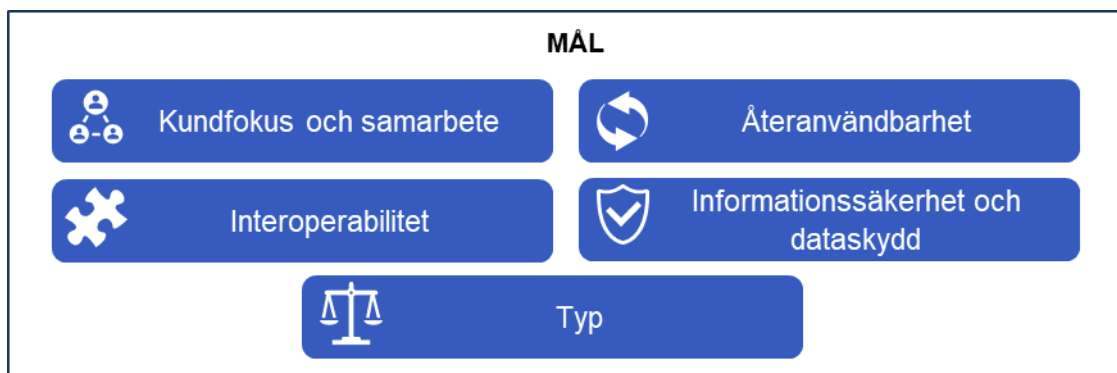 MÅL
Kundfokus och samarbete
Återanvändbarhet
Interoperabilitet
Informationssäkerhet och
dataskydd
Typ